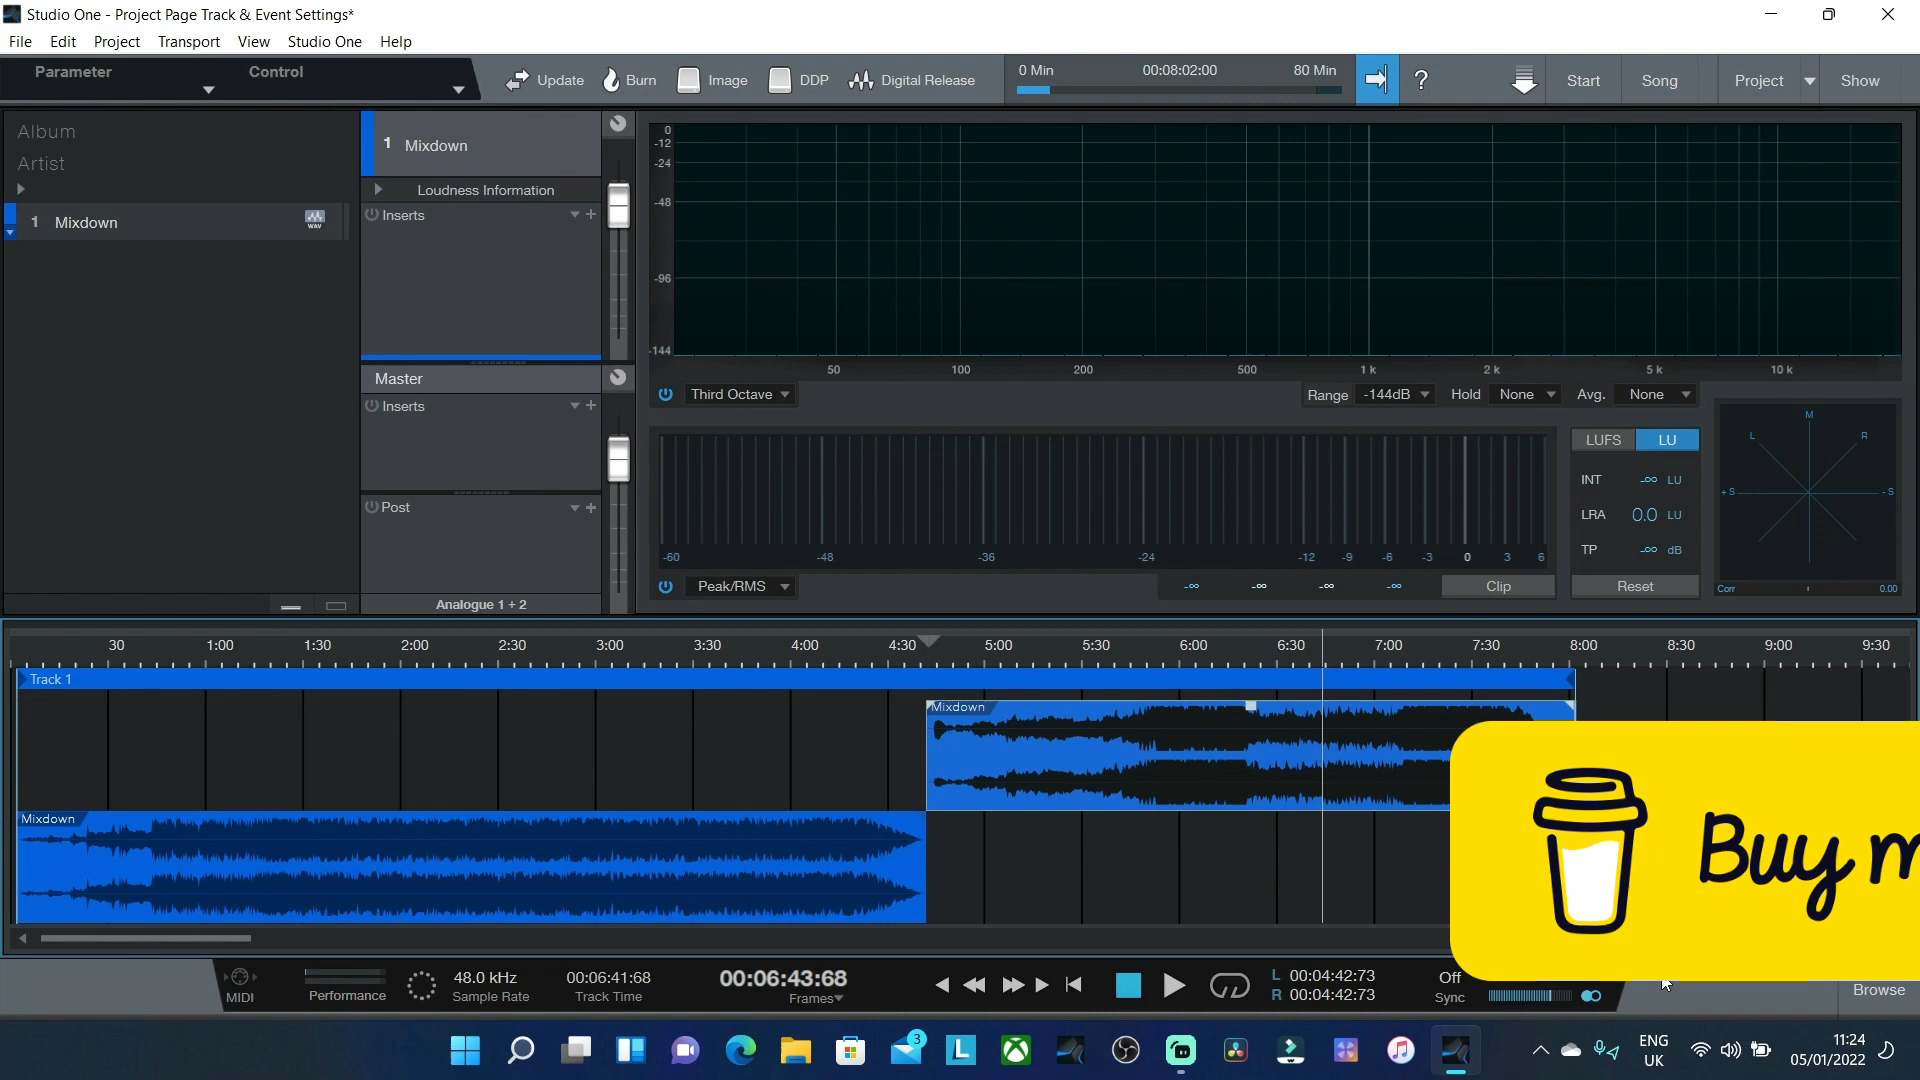 Studio One - Project Page Track & Event Settings*
File Edit Project Transport View Studio One Help
Parameter Control
Update Burn Image DDP Digital Release
0 Min 00:08:02:00 80 Min
?
Start Song Project Show
Album
Artist
1 Mixdown
WAV
1 Mixdown
Loudness Information
Inserts
Master
Inserts
Post
Analogue 1 + 2
0
-12
-24
-48
-96
-144
50 100 200 500 1 k 2 k 5 k 10 k
Third Octave
Range -144dB Hold None Avg. None
-60 -48 -36 -24 -12 -9 -6 -3 0 3 6
Peak/RMS
-∞ -∞ -∞ -∞ Clip
LUFS LU
INT -∞ LU
LRA 0.0 LU
TP -∞ dB
Reset
M
L R
+ S - S
Corr 0.00
30 1:00 1:30 2:00 2:30 3:00 3:30 4:00 4:30 5:00 5:30 6:00 6:30 7:00 7:30 8:00 8:30 9:00 9:30
Track 1
Mixdown
Mixdown
Buy m
MIDI
Performance
48.0 kHz
Sample Rate
00:06:41:68
Track Time
00:06:43:68
Frames
L 00:04:42:73
R 00:04:42:73
Off
Sync
Browse
3
L
ENG
UK
11:24
05/01/2022